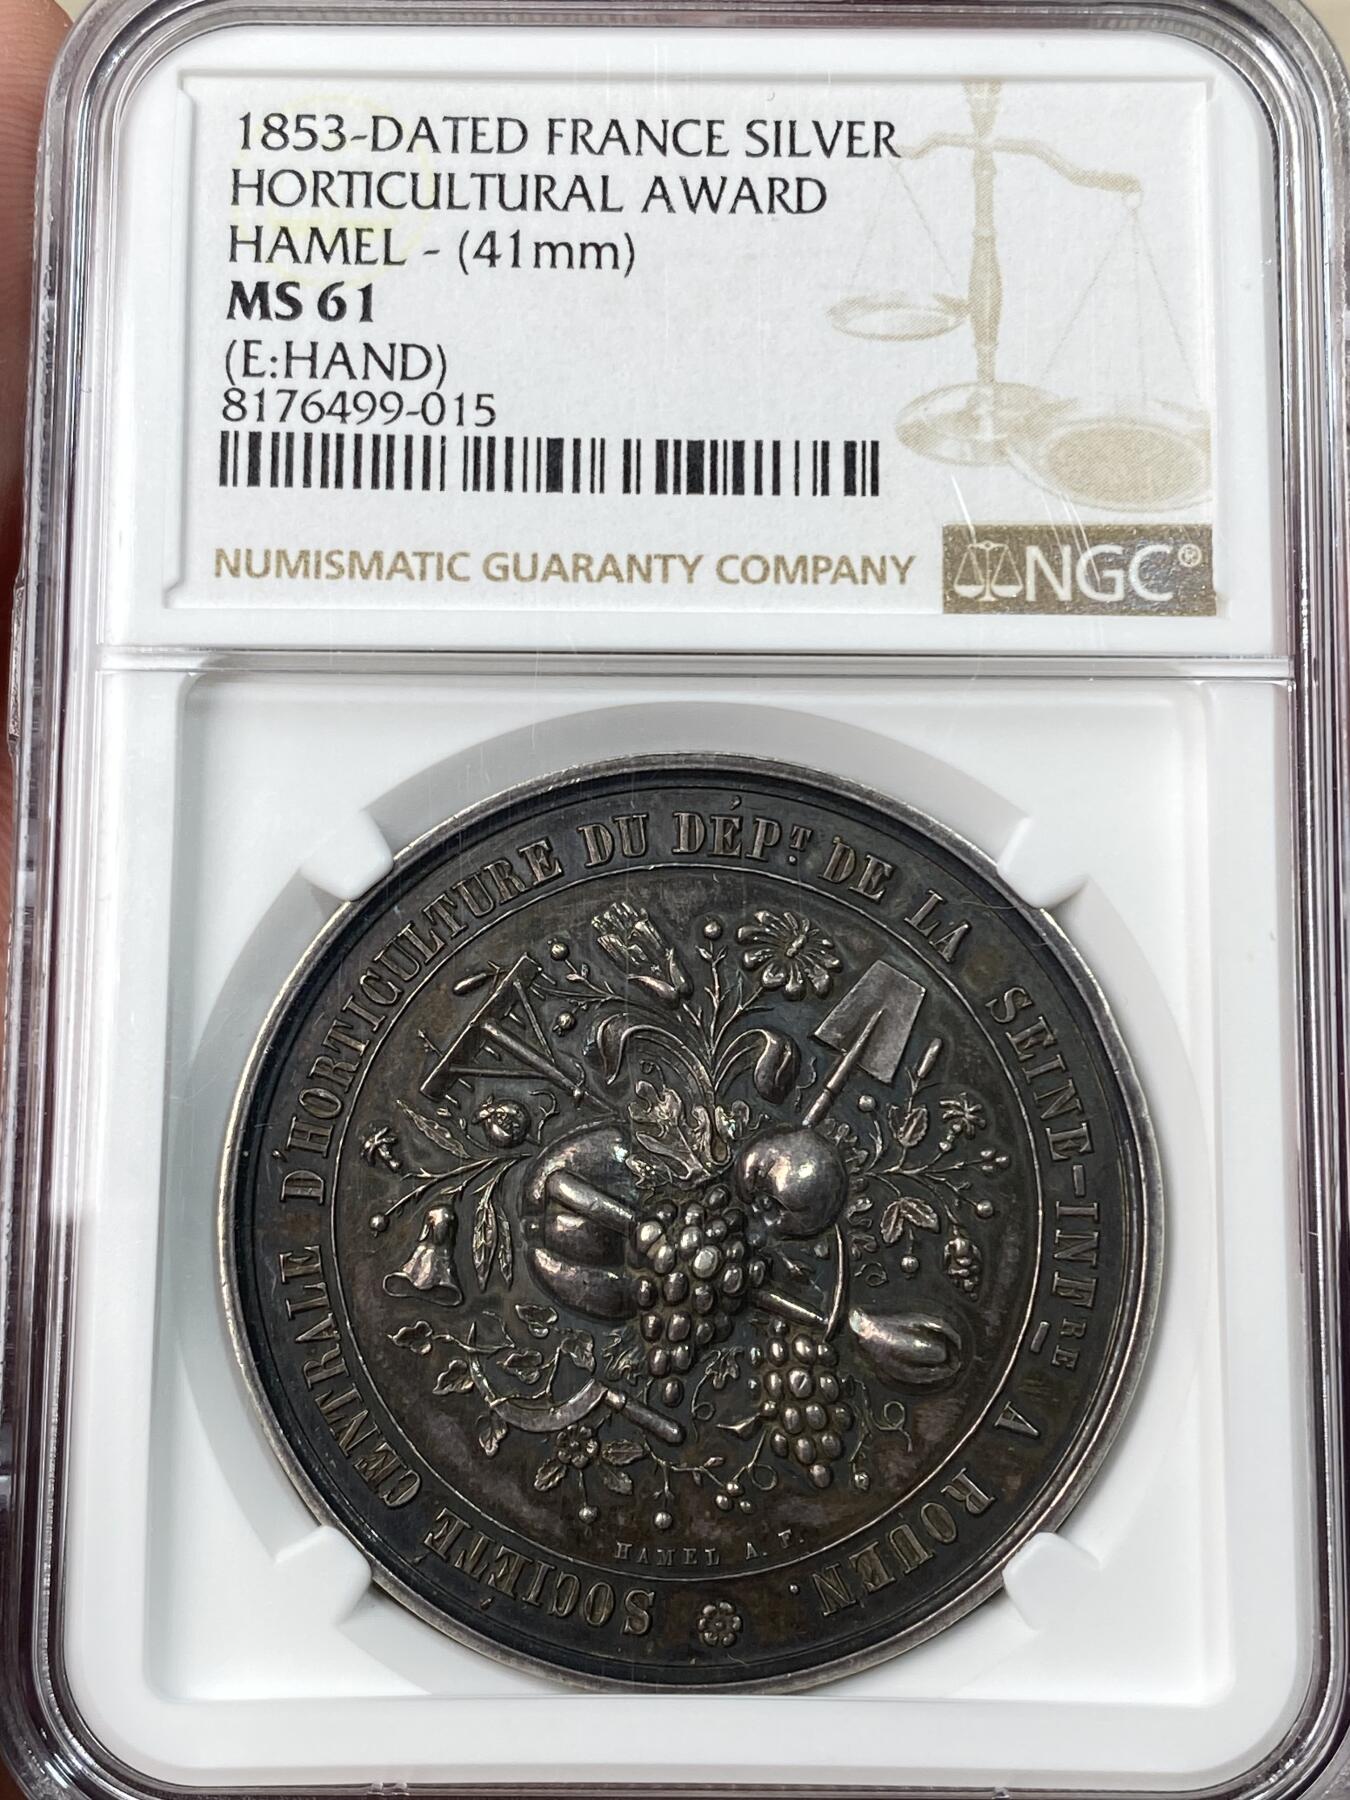 1853-DATED FRANCE SILVER
HORTICULTURAL AWARD
HAMEL - (41mm)
MS 61
(E:HAND)
8176499-015
NUMISMATIC GUARANTY COMPANY
NGC®
SOCIÉTÉ CENTRALE D'HORTICULTURE DU DÉPT. DE LA SEINE-INFRE A ROUEN.
HAMEL A. F.